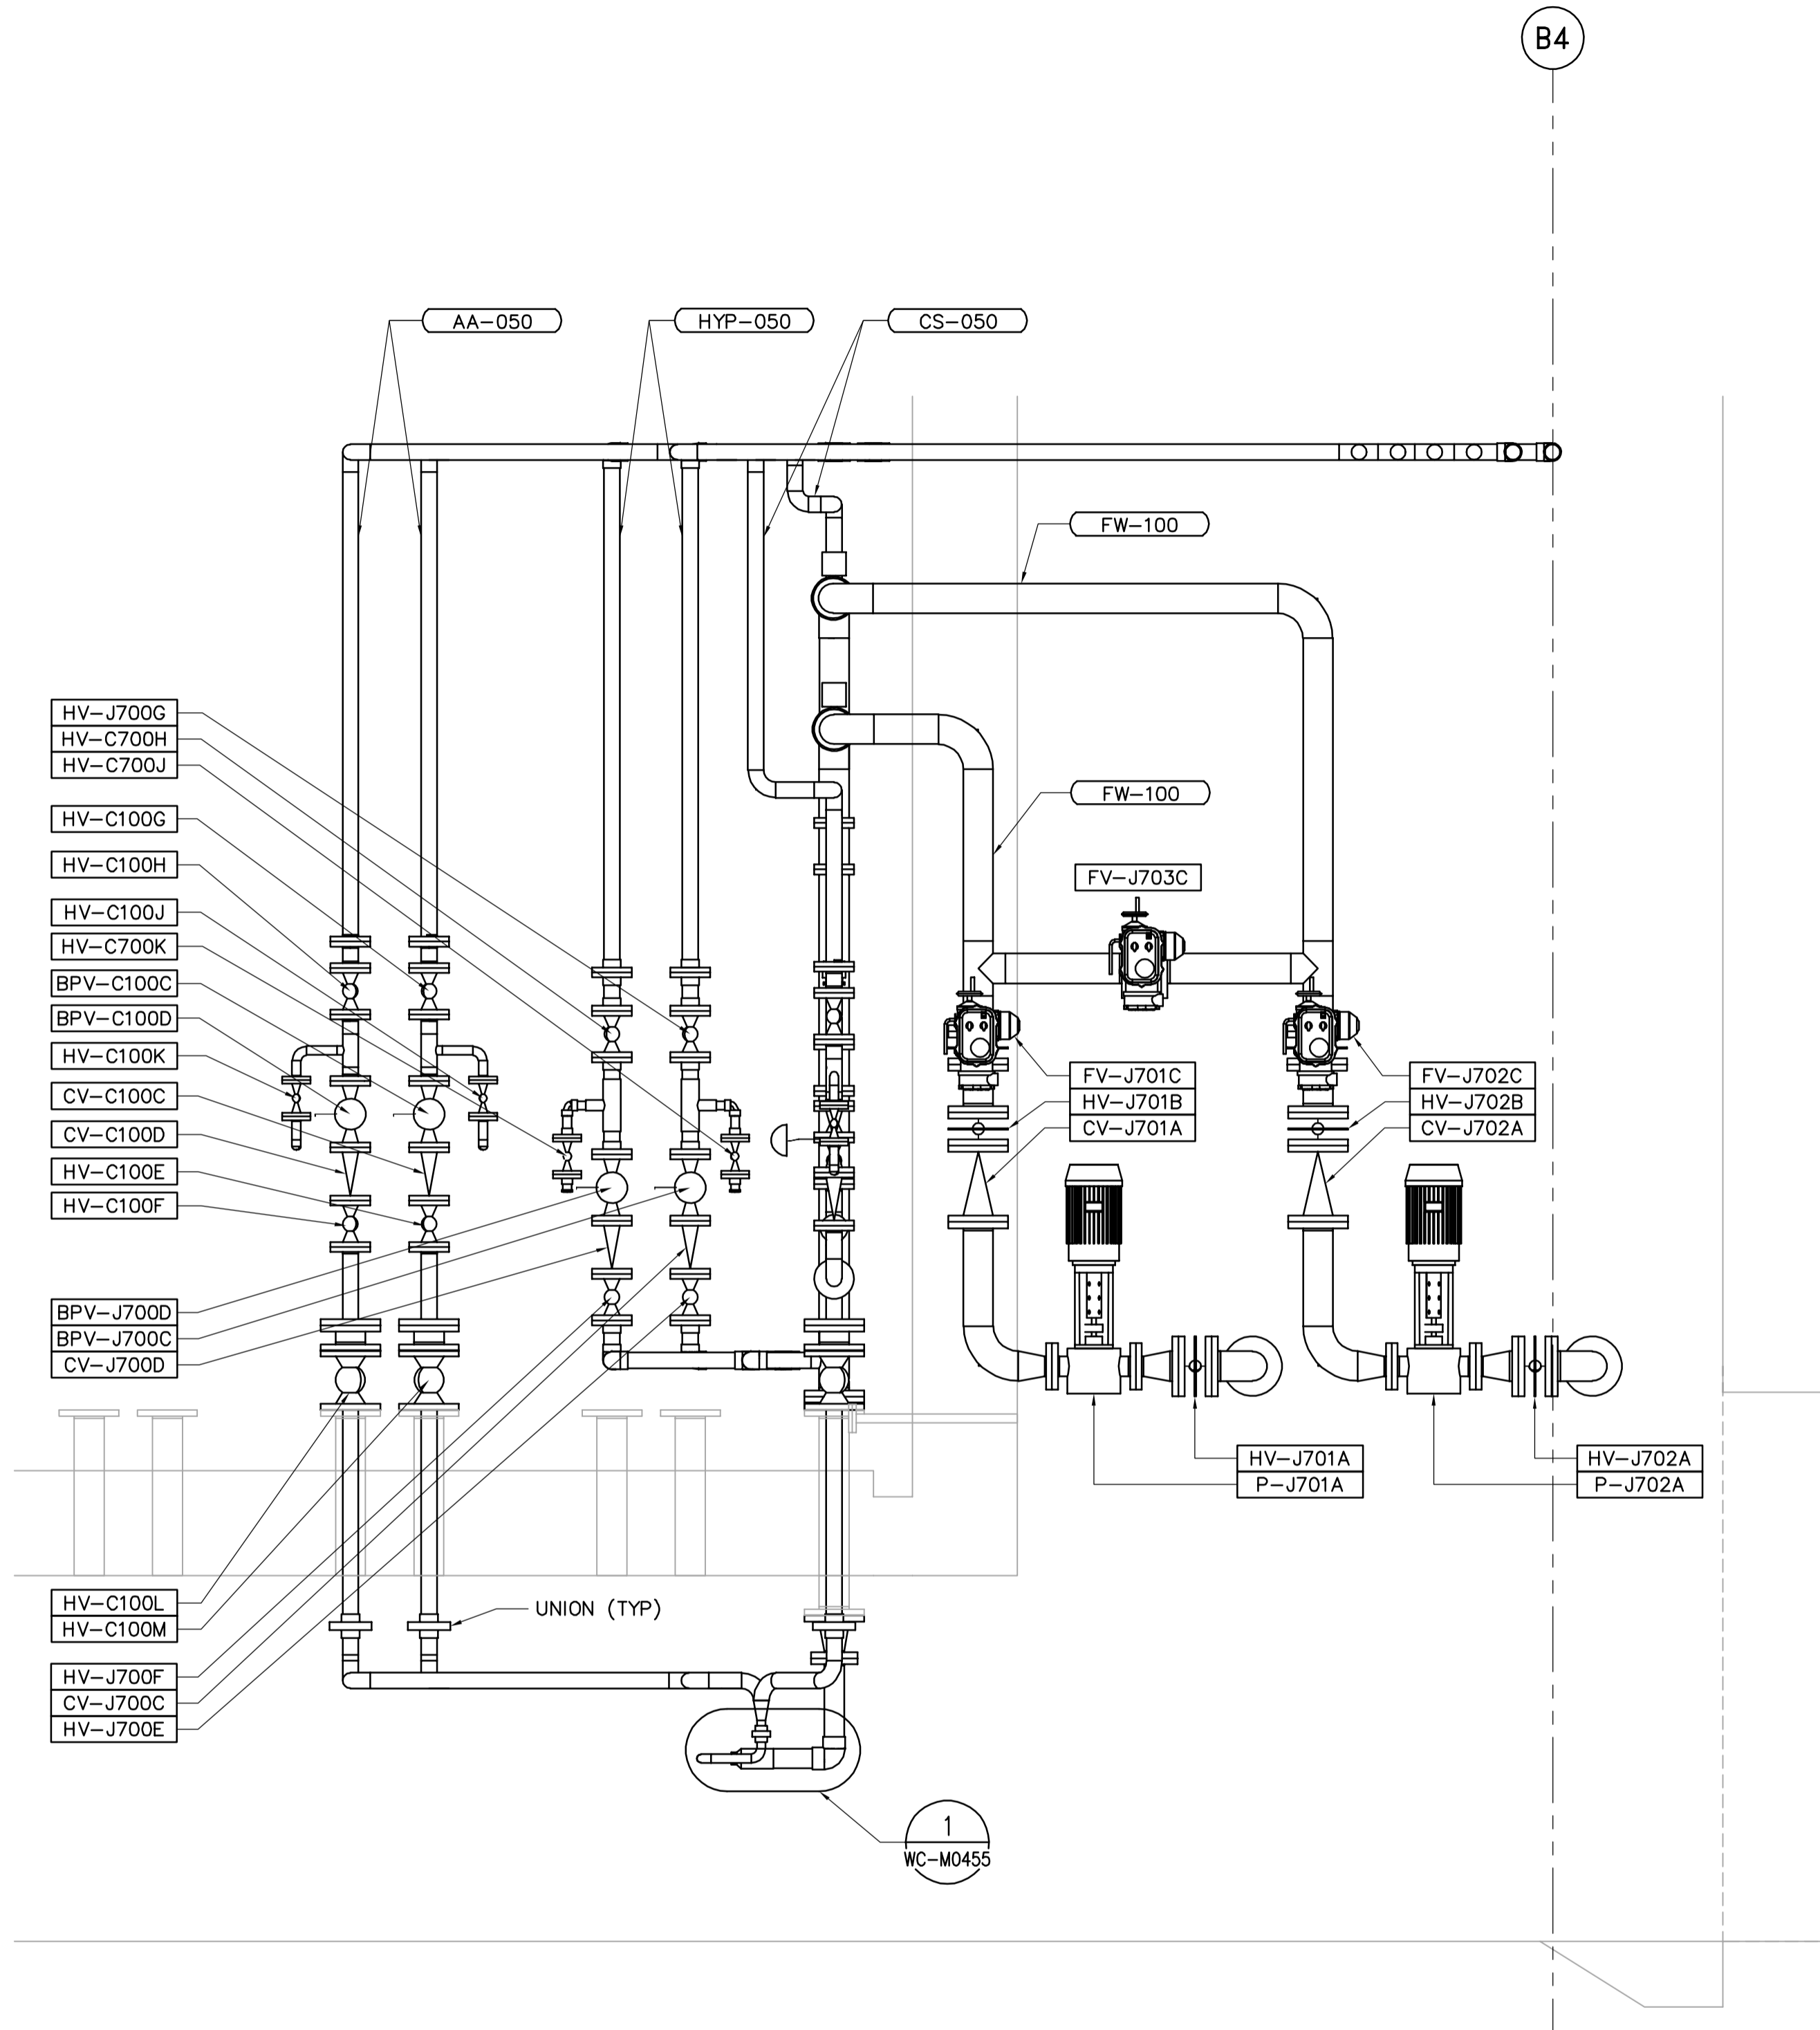 B4
AA-050
HYP-050
CS-050
FW-100
HV-J700G
HV-C700H
HV-C700J
FW-100
HV-C100G
HV-C100H
FV-J703C
HV-C100J
HV-C700K
BPV-C100C
BPV-C100D
HV-C100K
CV-C100C
CV-C100D
HV-C100E
HV-C100F
FV-J701C
HV-J701B
CV-J701A
FV-J702C
HV-J702B
CV-J702A
BPV-J700D
BPV-J700C
CV-J700D
HV-J701A
P-J701A
HV-J702A
P-J702A
HV-C100L
HV-C100M
UNION (TYP)
HV-J700F
CV-J700C
HV-J700E
1
WC-M0455